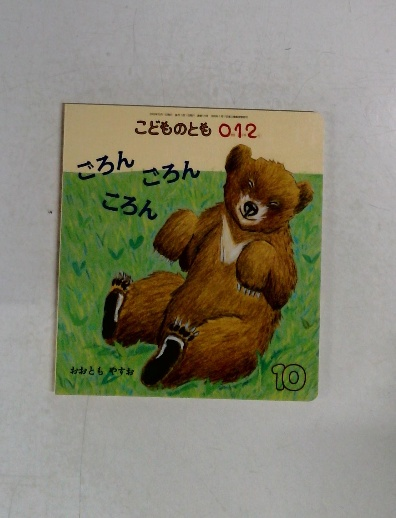 こどものとも 0.1.2.
ごろん
ごろん
ころん
おおとも やすお
10